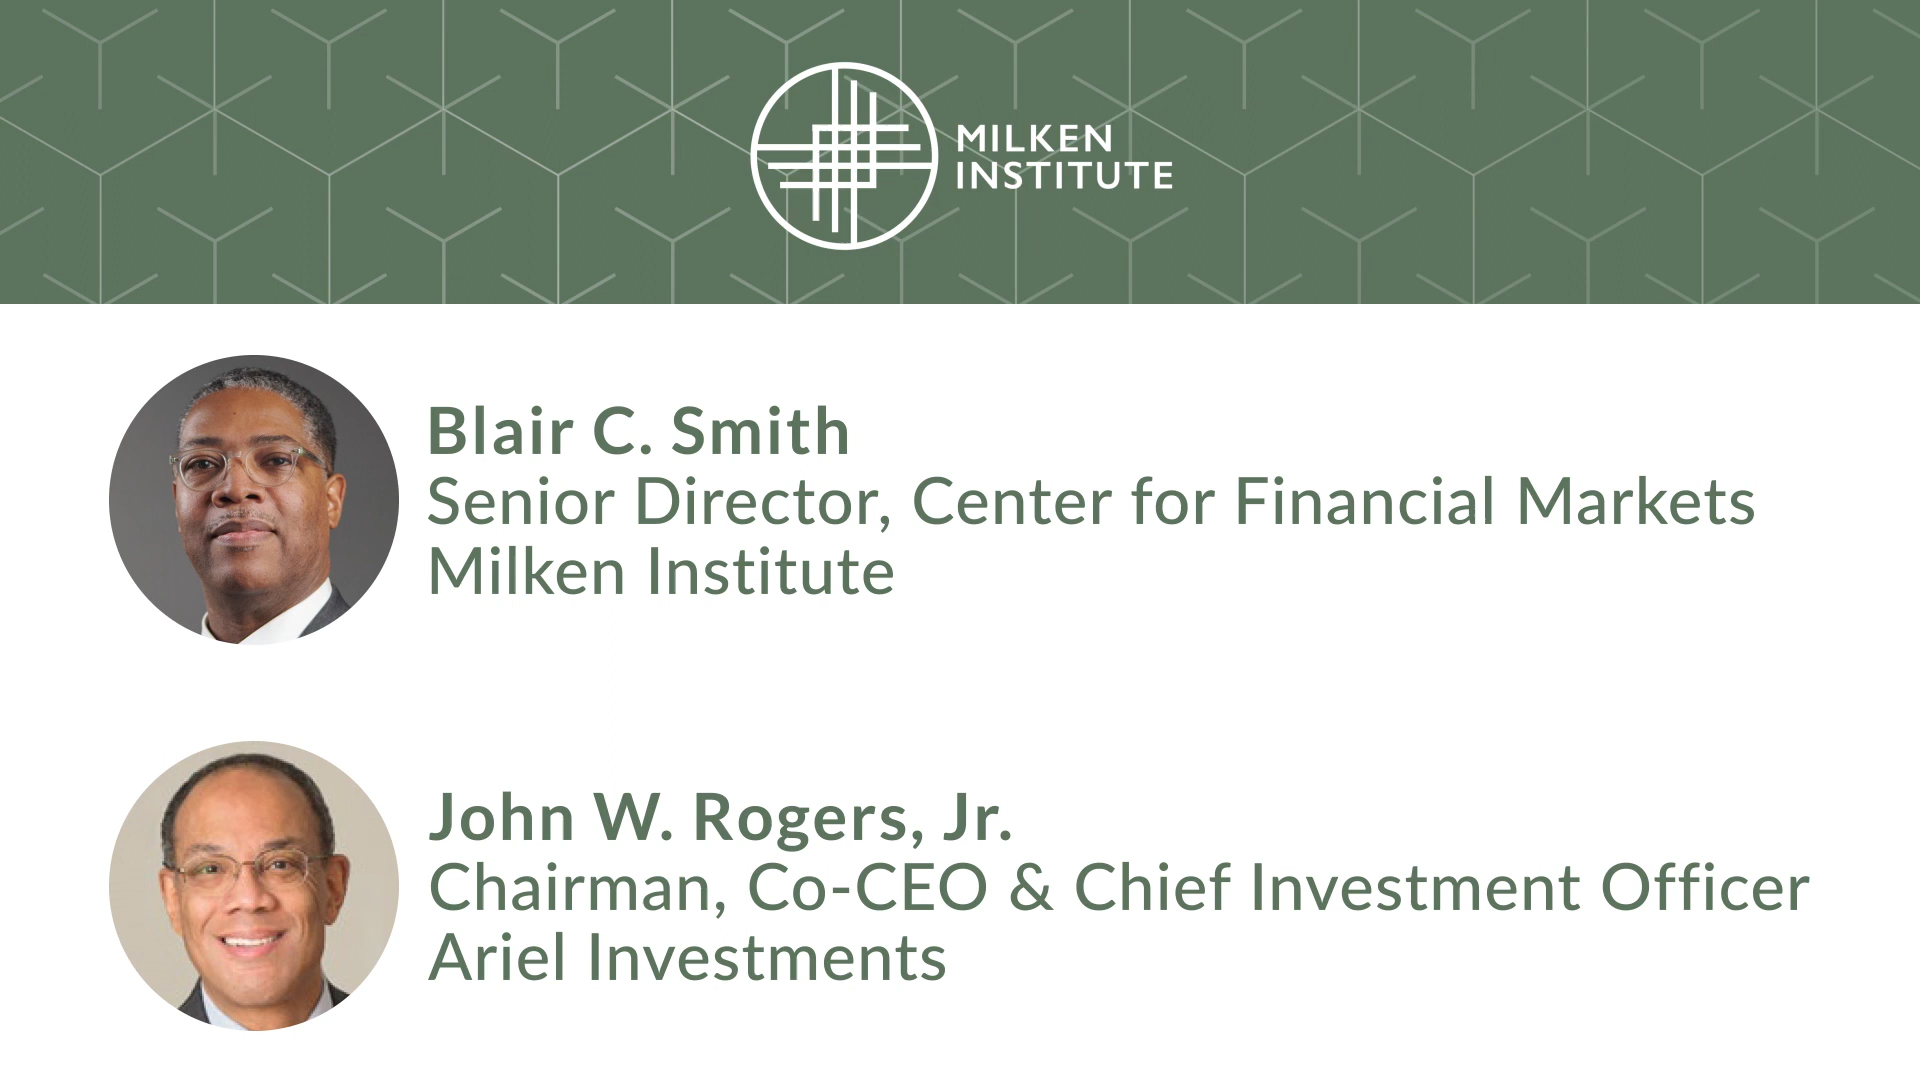 MILKEN
INSTITUTE
Blair C. Smith
Senior Director, Center for Financial Markets
Milken Institute
John W. Rogers, Jr.
Chairman, Co-CEO & Chief Investment Officer
Ariel Investments